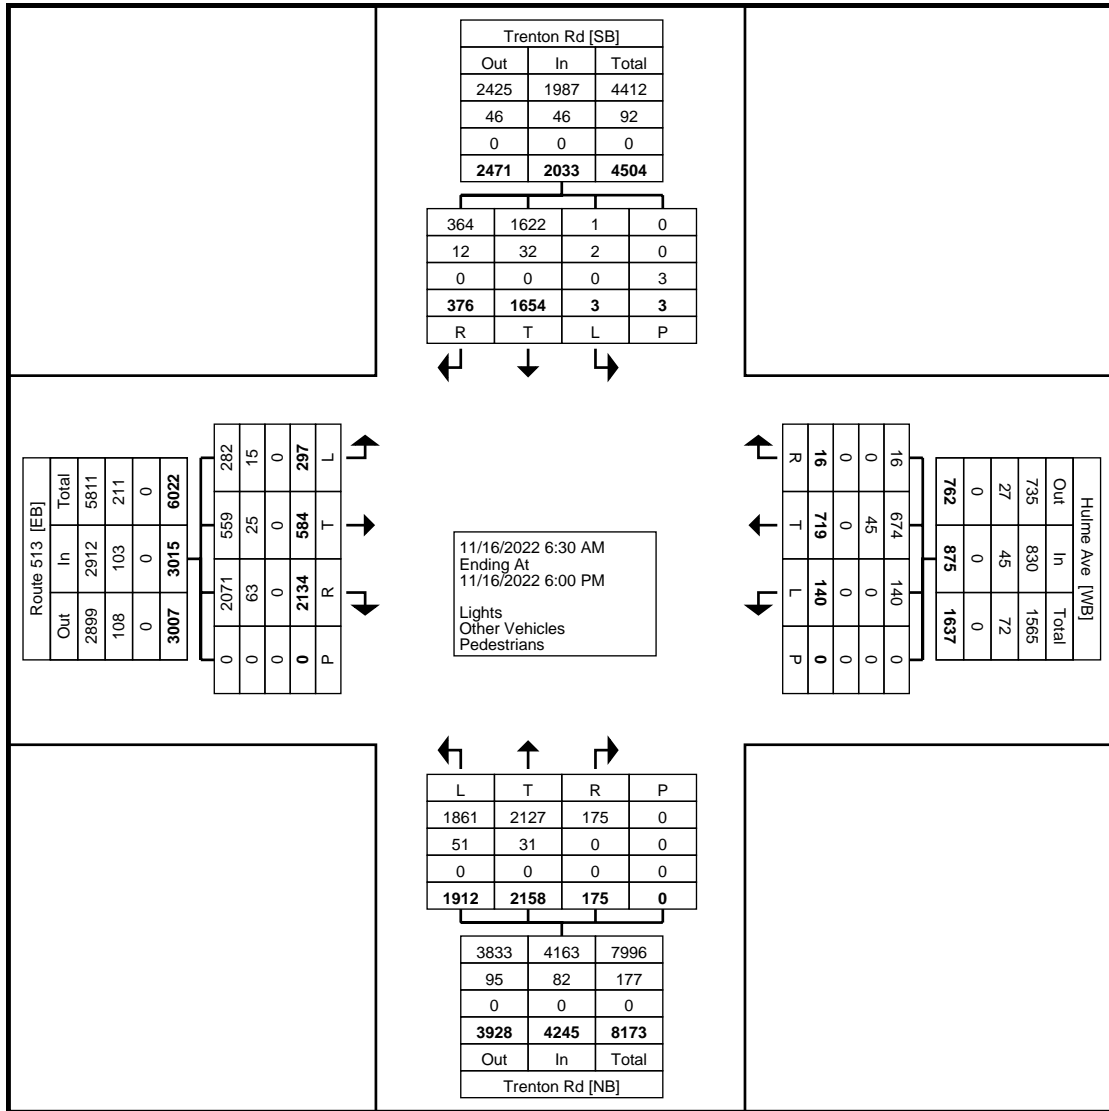 Trenton Rd [SB]
Out In Total
2425 1987 4412
46 46 92
0 0 0
2471 2033 4504
364 1622 1 0
12 32 2 0
0 0 0 3
376 1654 3 3
R T L P
Route 513 [EB]
Total In Out
5811 2912 2899
211 103 108
0 0 0
6022 3015 3007
282 559 2071 0
15 25 63 0
0 0 0 0
297 584 2134 0
L T R P
11/16/2022 6:30 AM
Ending At
11/16/2022 6:00 PM
Lights
Other Vehicles
Pedestrians
R T L P
16 719 140 0
0 0 0 0
0 45 0 0
16 674 140 0
762 875 1637
0 0 0
27 45 72
735 830 1565
Out In Total
Hulme Ave [WB]
L T R P
1861 2127 175 0
51 31 0 0
0 0 0 0
1912 2158 175 0
3833 4163 7996
95 82 177
0 0 0
3928 4245 8173
Out In Total
Trenton Rd [NB]